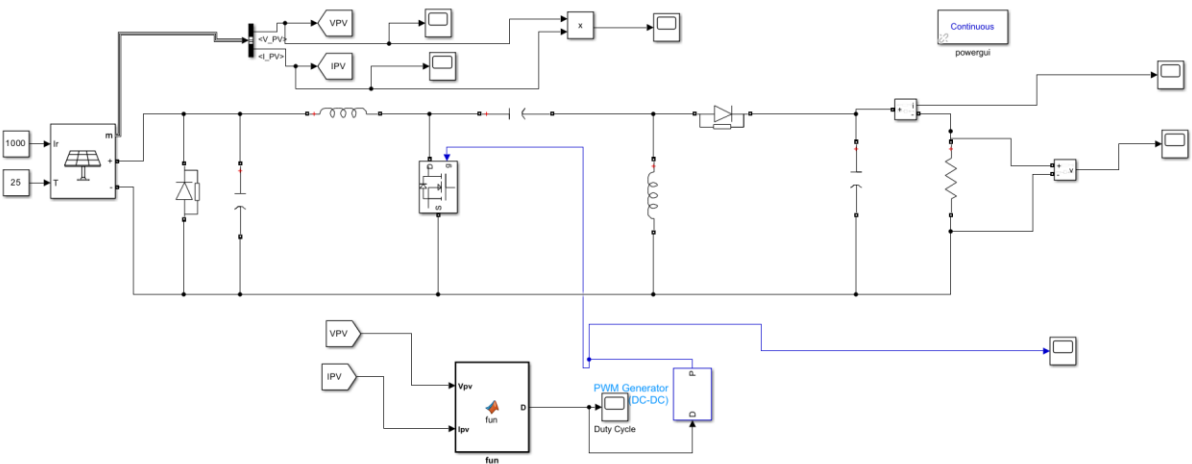 VPV
<V_PV>
<I_PV>
IPV
x
Continuous
powergui
1000
Ir
m
+
25
T
-
+
i
-
+
v
-
g
D
S
VPV
IPV
Vpv
Ipv
fun
D
fun
PWM Generator
(DC-DC)
Duty Cycle
P
D